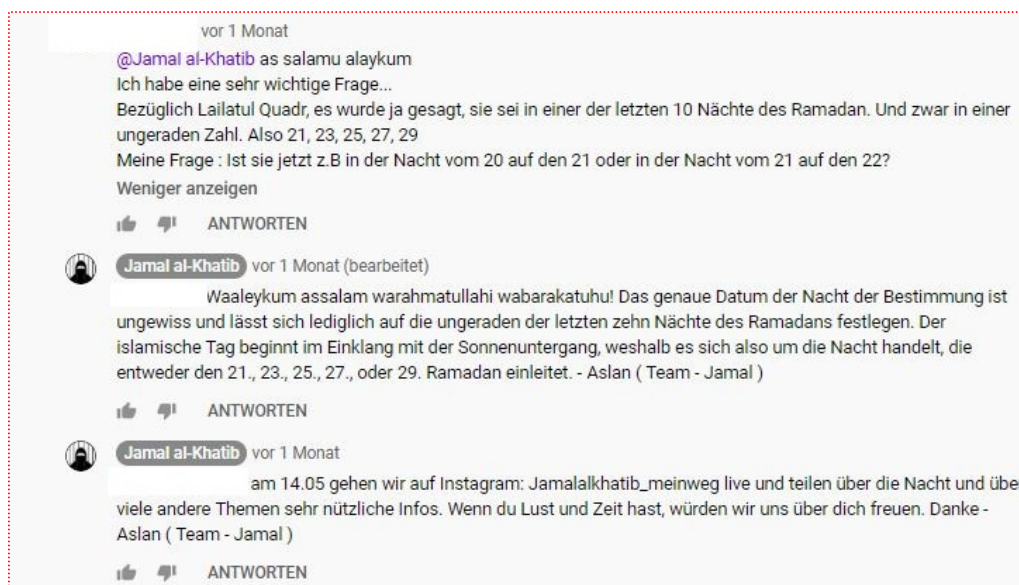 vor 1 Monat
@Jamal al-Khatib as salamu alaykum
Ich habe eine sehr wichtige Frage...
Bezüglich Lailatul Quadr, es wurde ja gesagt, sie sei in einer der letzten 10 Nächte des Ramadan. Und zwar in einer
ungeraden Zahl. Also 21, 23, 25, 27, 29
Meine Frage : Ist sie jetzt z.B in der Nacht vom 20 auf den 21 oder in der Nacht vom 21 auf den 22?
Weniger anzeigen
ANTWORTEN
Jamal al-Khatib vor 1 Monat (bearbeitet)
Waaleykum assalam warahmatullahi wabarakatuhu! Das genaue Datum der Nacht der Bestimmung ist
ungewiss und lässt sich lediglich auf die ungeraden der letzten zehn Nächte des Ramadans festlegen. Der
islamische Tag beginnt im Einklang mit der Sonnenuntergang, weshalb es sich also um die Nacht handelt, die
entweder den 21., 23., 25., 27., oder 29. Ramadan einleitet. - Aslan ( Team - Jamal )
ANTWORTEN
Jamal al-Khatib vor 1 Monat
am 14.05 gehen wir auf Instagram: Jamalalkhatib_meinweg live und teilen über die Nacht und übe
viele andere Themen sehr nützliche Infos. Wenn du Lust und Zeit hast, würden wir uns über dich freuen. Danke -
Aslan ( Team - Jamal )
ANTWORTEN